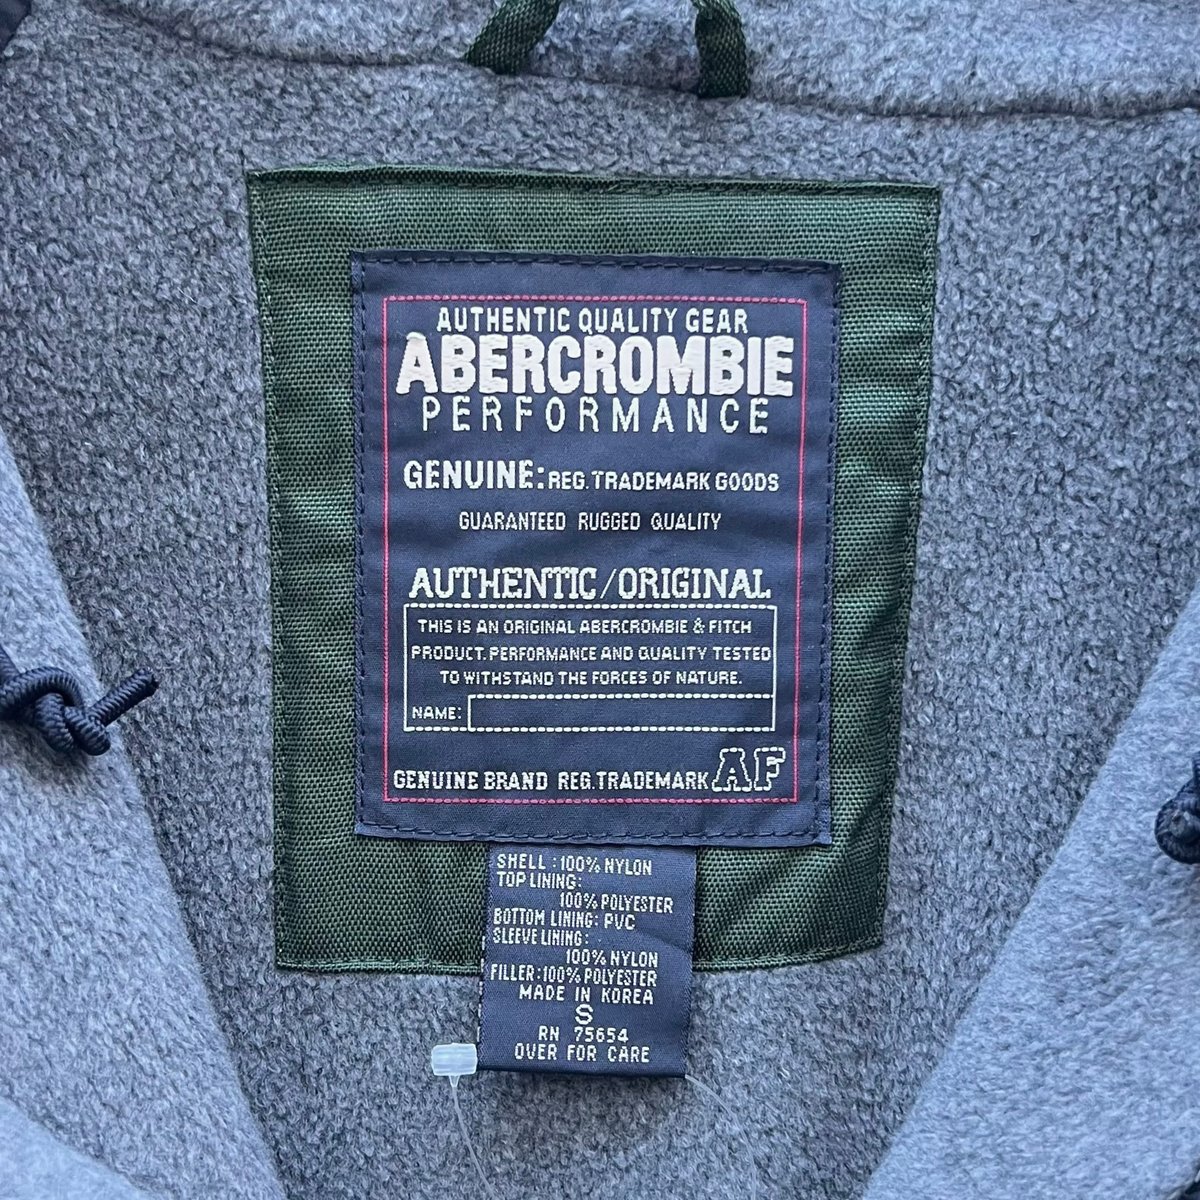 AUTHENTIC QUALITY GEAR
ABERCROMBIE
PERFORMANCE
GENUINE: REG. TRADEMARK GOODS
GUARANTEED RUGGED QUALITY
AUTHENTIC/ORIGINAL
THIS IS AN ORIGINAL ABERCROMBIE & FITCH
PRODUCT. PERFORMANCE AND QUALITY TESTED
TO WITHSTAND THE FORCES OF NATURE.
NAME:
GENUINE BRAND REG. TRADEMARK AF
SHELL : 100% NYLON
TOP LINING:
100% POLYESTER
BOTTOM LINING: PVC
SLEEVE LINING:
100% NYLON
FILLER: 100% POLYESTER
MADE IN KOREA
S
RN 75654
OVER FOR CARE